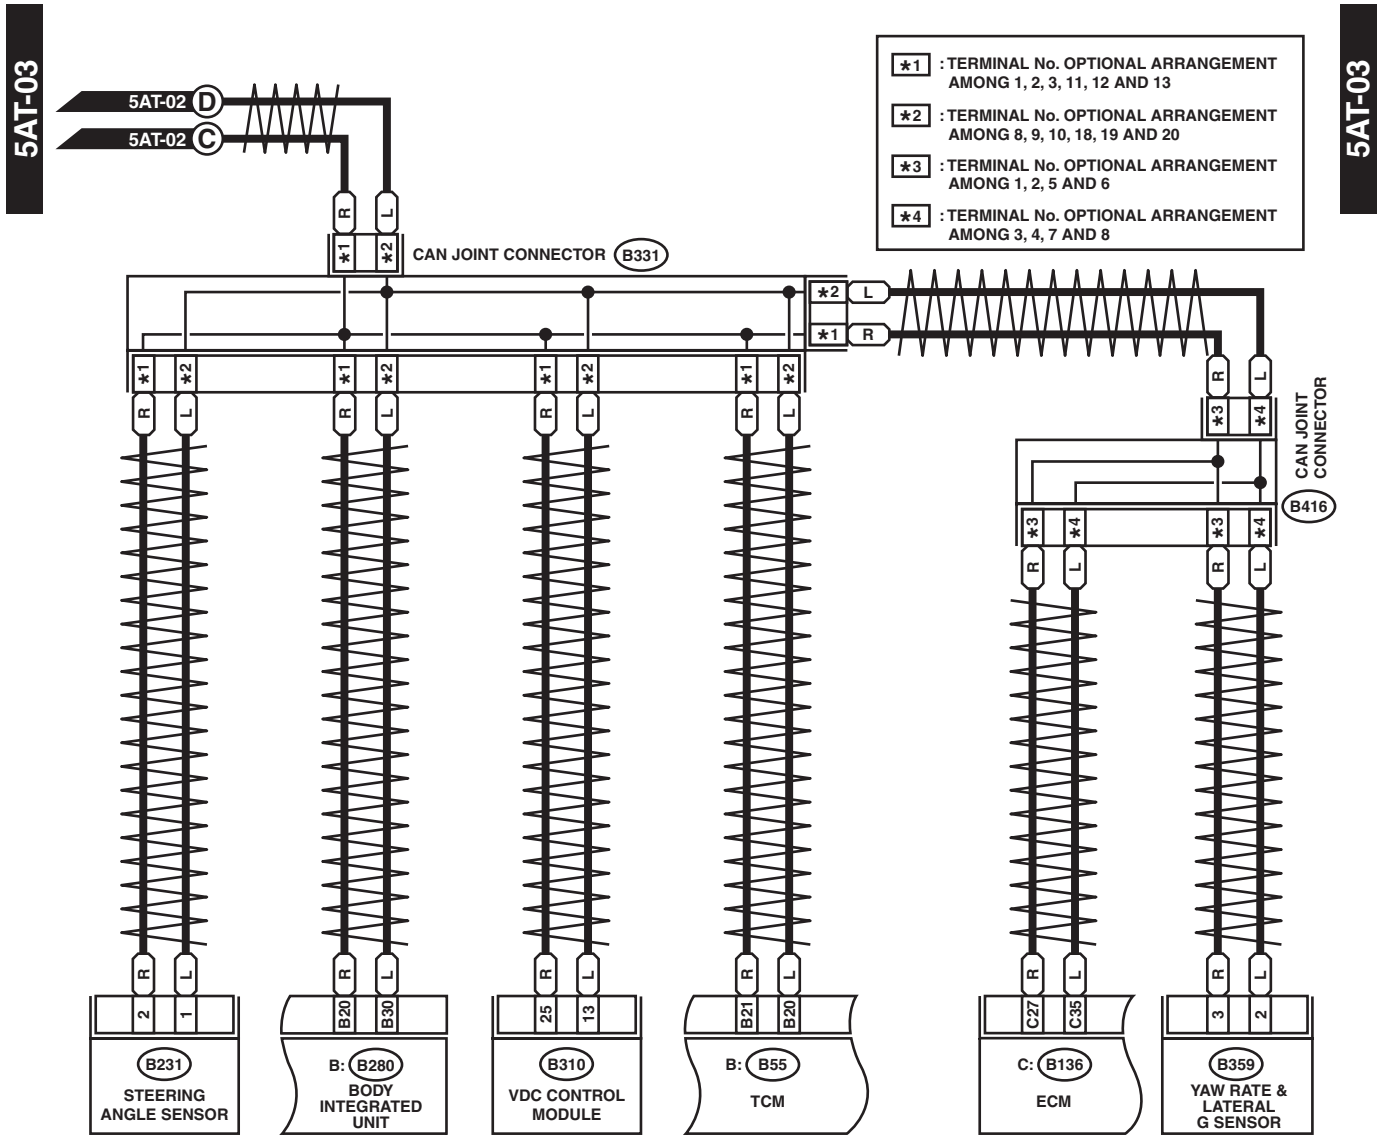 5AT-03
5AT-03
5AT-02 D
5AT-02 C
*1 : TERMINAL No. OPTIONAL ARRANGEMENT
AMONG 1, 2, 3, 11, 12 AND 13
*2 : TERMINAL No. OPTIONAL ARRANGEMENT
AMONG 8, 9, 10, 18, 19 AND 20
*3 : TERMINAL No. OPTIONAL ARRANGEMENT
AMONG 1, 2, 5 AND 6
*4 : TERMINAL No. OPTIONAL ARRANGEMENT
AMONG 3, 4, 7 AND 8
R L
*1 *2
CAN JOINT CONNECTOR B331
*2 L
*1 R
*1 *2 *1 *2 *1 *2 *1 *2
R L R L R L R L
R L
*3 *4
CAN JOINT
CONNECTOR
B416
*3 *4 *3 *4
R L R L
R L R L R L R L R L R L
2 1 B20 B30 25 13 B21 B20 C27 C35 3 2
B231
STEERING
ANGLE SENSOR
B: B280
BODY
INTEGRATED
UNIT
B310
VDC CONTROL
MODULE
B: B55
TCM
C: B136
ECM
B359
YAW RATE &
LATERAL
G SENSOR